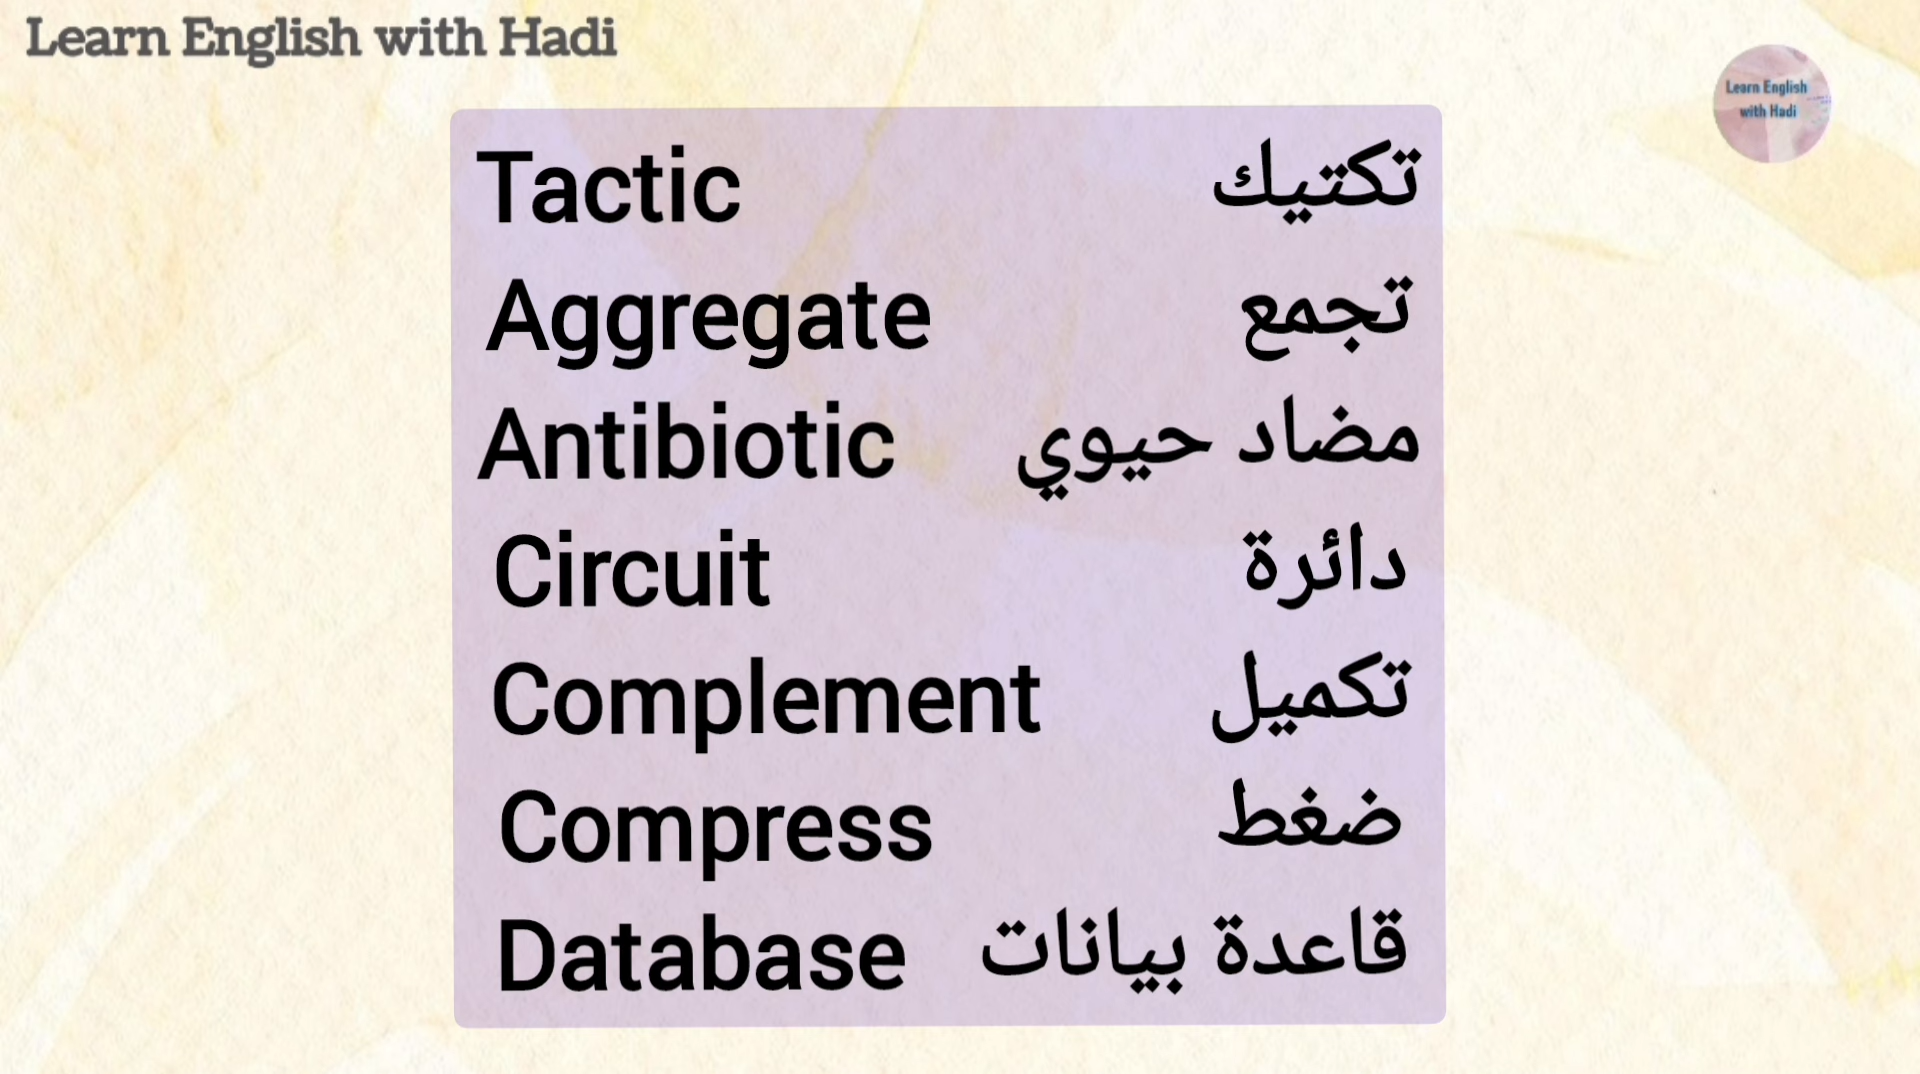 Learn English with Hadi
Learn English
with Hadi
Tactic تكتيك
Aggregate تجمع
Antibiotic مضاد حيوي
Circuit دائرة
Complement تكميل
Compress ضغط
Database قاعدة بيانات